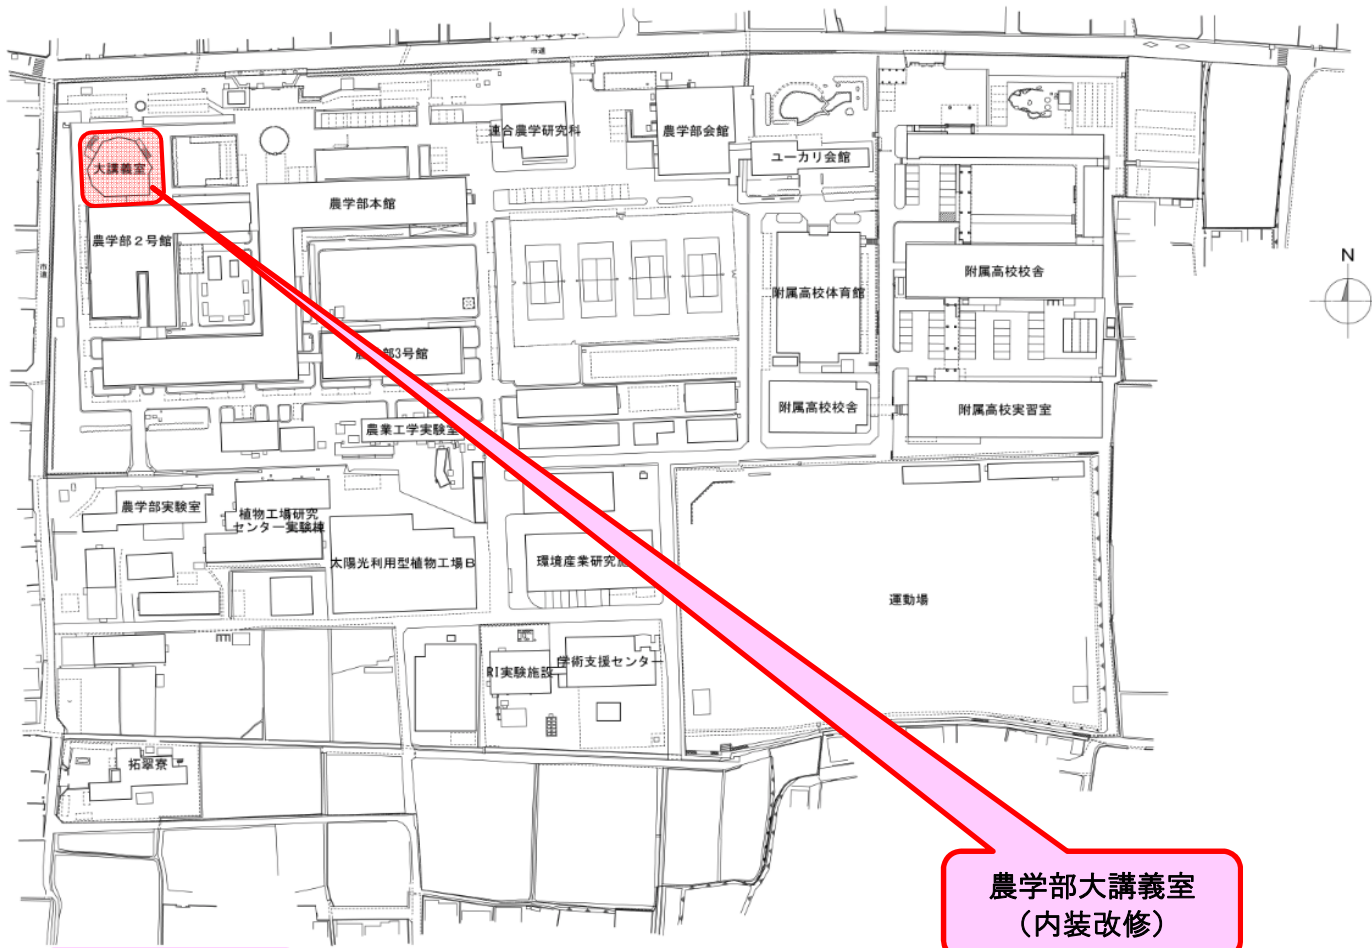 市道
連合農学研究科
農学部会館
ユーカリ会館
大講義室
農学部本館
農学部２号館
市道
N
附属高校校舎
附属高校体育館
農学部3号館
附属高校校舎
附属高校実習室
農業工学実験室
農学部実験室
植物工場研究
センター実験棟
太陽光利用型植物工場Ｂ
環境産業研究施
運動場
RI実験施設
学術支援センター
拓翠寮
農学部大講義室
（内装改修）